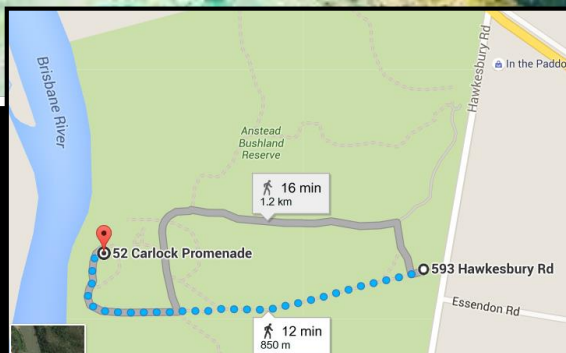 Brisbane River
Hawkesbury Rd
In the Paddo
Anstead
Bushland
Reserve
16 min
1.2 km
52 Carlock Promenade
593 Hawkesbury Rd
Essendon Rd
12 min
850 m